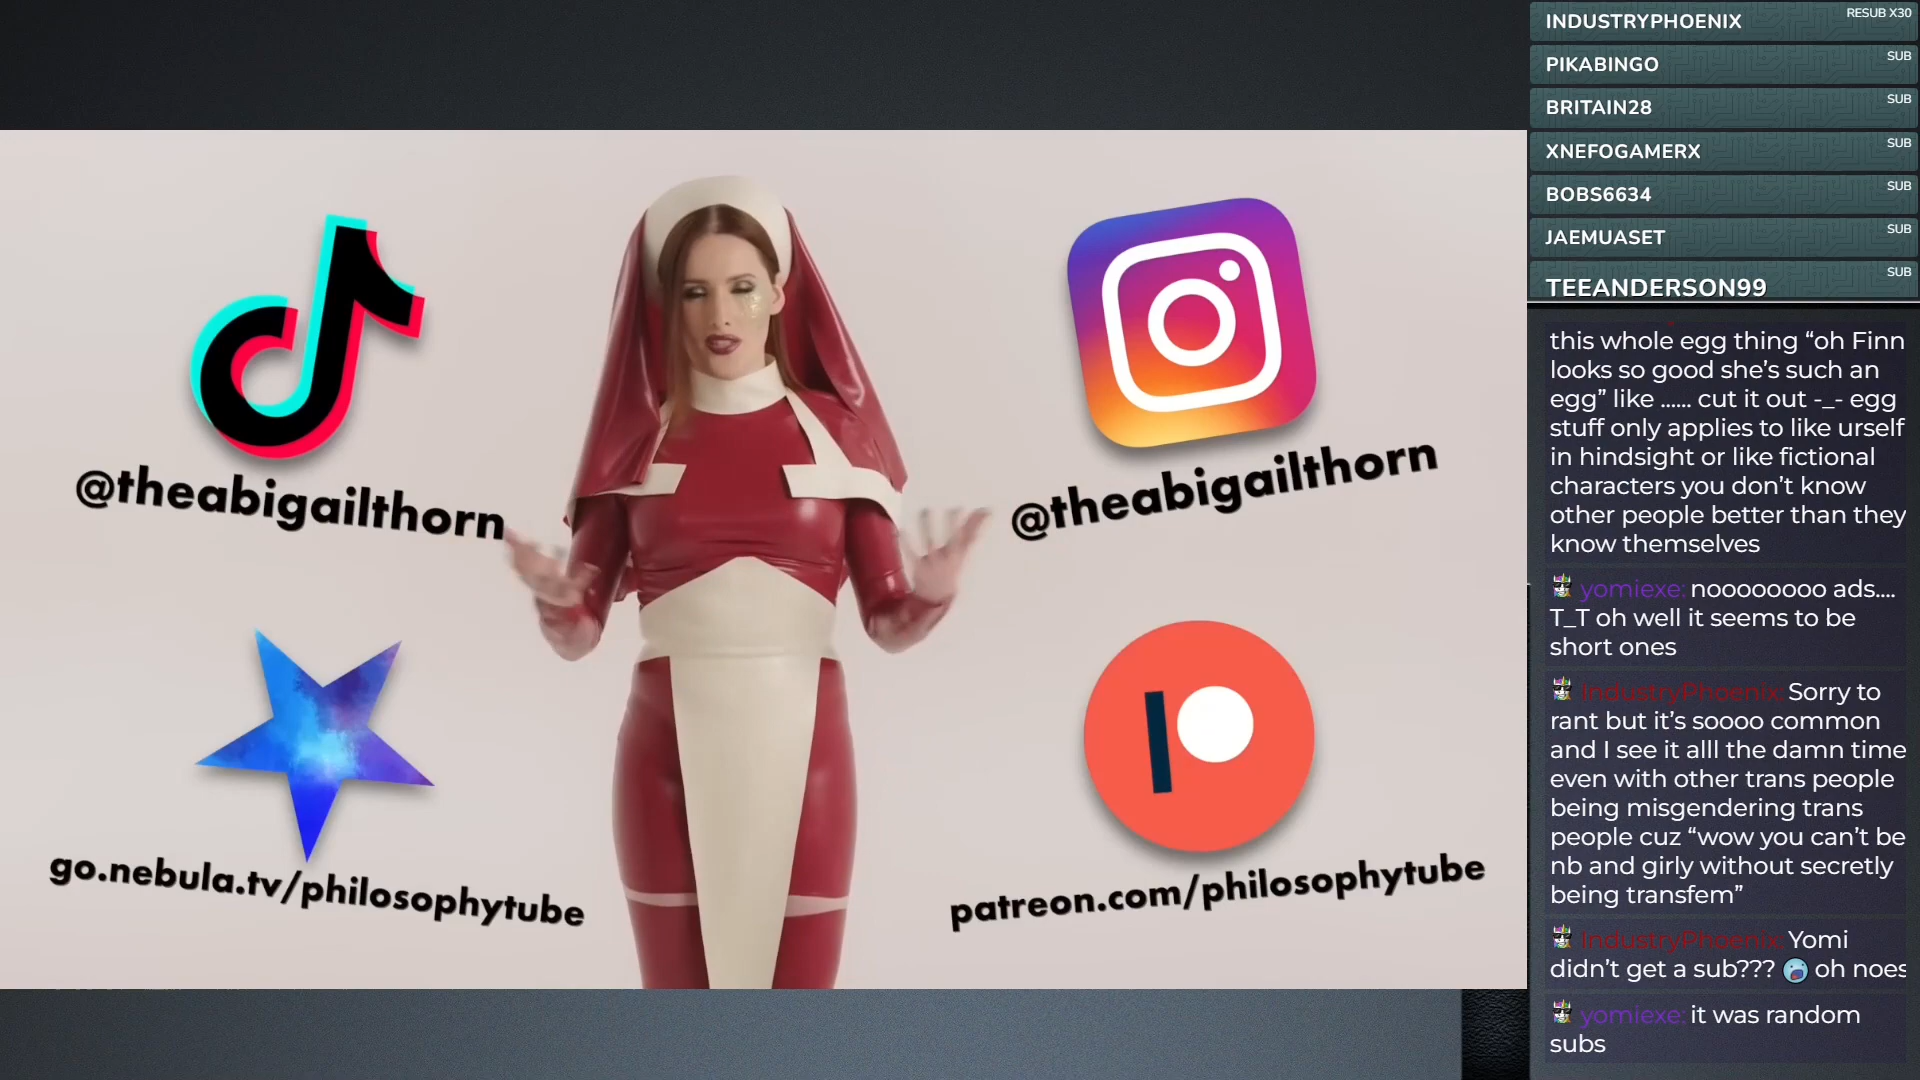 @theabigailthorn
@theabigailthorn
go.nebula.tv/philosophytube
patreon.com/philosophytube
INDUSTRYPHOENIX RESUB X30
PIKABINGO SUB
BRITAIN28 SUB
XNEFOGAMERX SUB
BOBS6634 SUB
JAEMUASET SUB
TEEANDERSON99 SUB
this whole egg thing “oh Finn
looks so good she’s such an
egg” like ...... cut it out -_- egg
stuff only applies to like urself
in hindsight or like fictional
characters you don’t know
other people better than they
know themselves
yomiexe: noooooooo ads....
T_T oh well it seems to be
short ones
IndustryPhoenix: Sorry to
rant but it’s soooo common
and I see it alll the damn time
even with other trans people
being misgendering trans
people cuz “wow you can’t be
nb and girly without secretly
being transfem”
IndustryPhoenix: Yomi
didn’t get a sub??? oh noes
yomiexe: it was random
subs